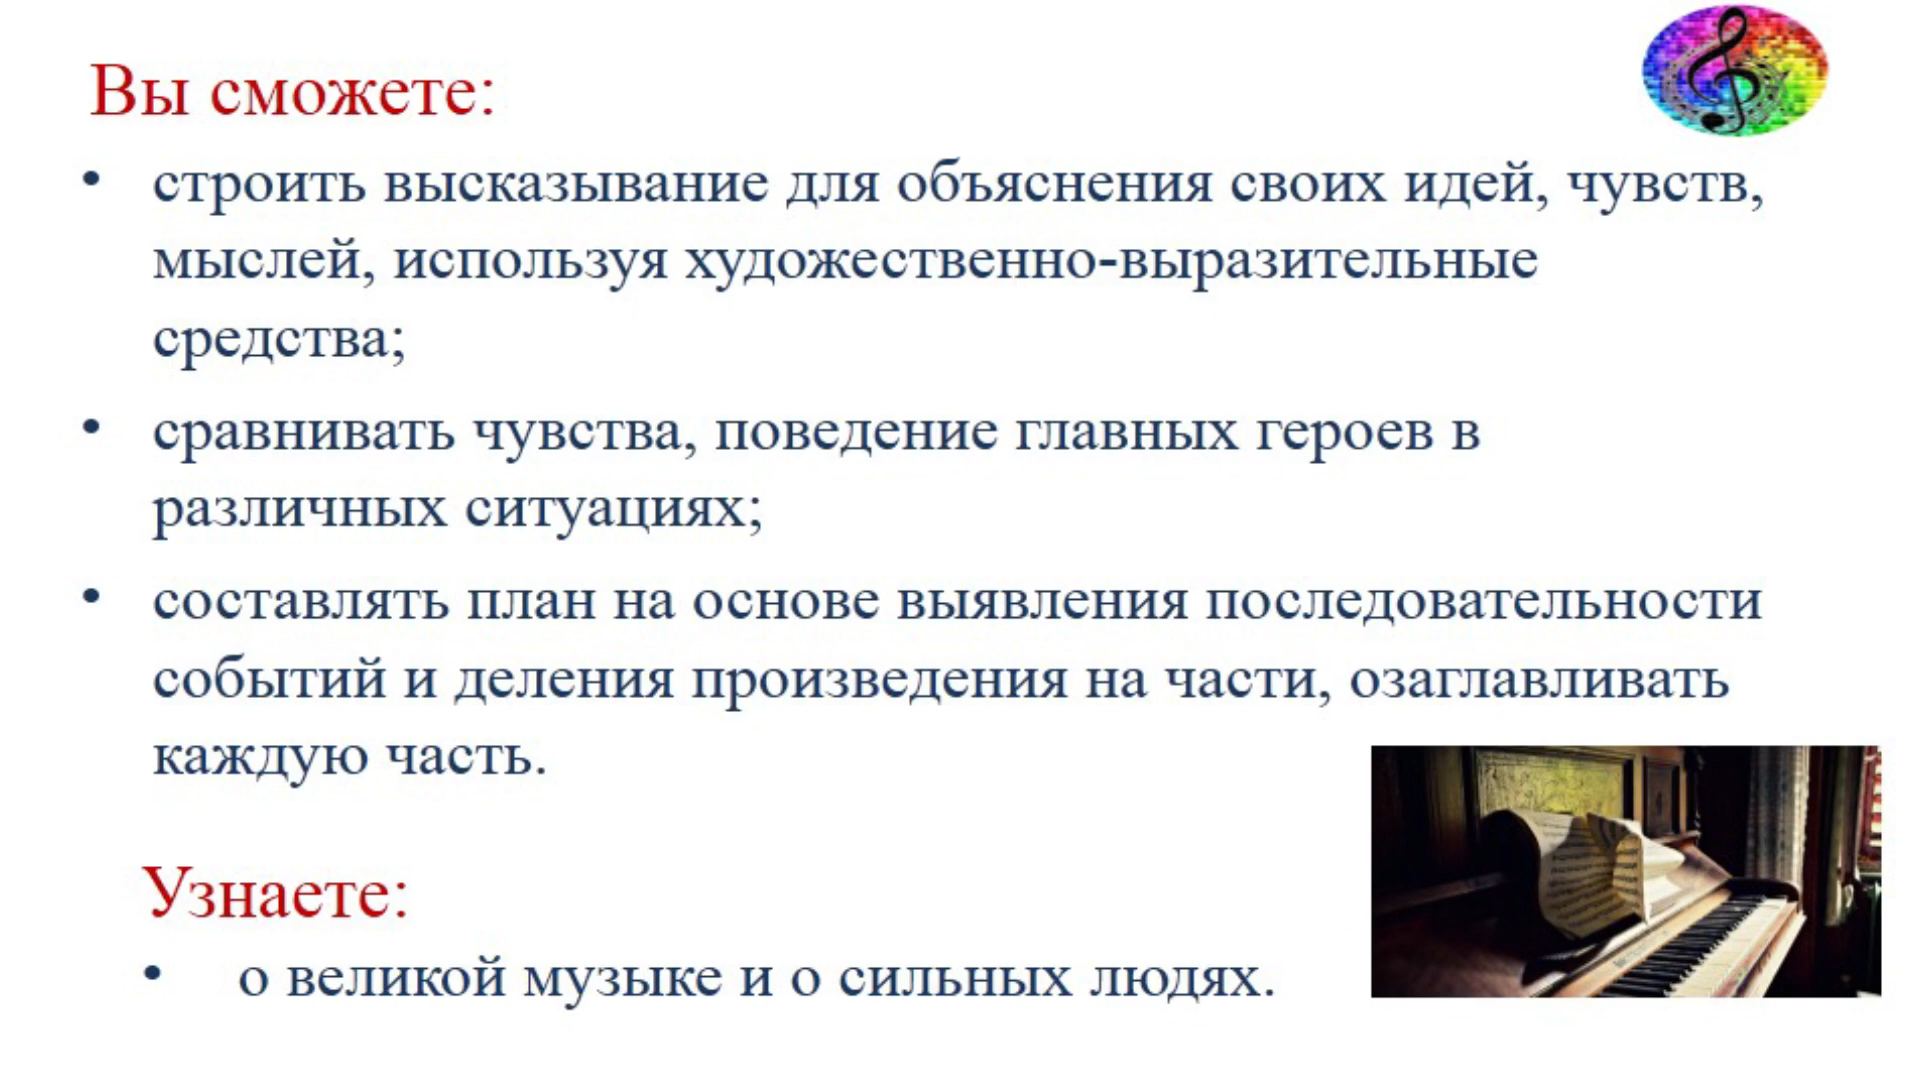 Вы сможете:
• строить высказывание для объяснения своих идей, чувств,
мыслей, используя художественно-выразительные
средства;
• сравнивать чувства, поведение главных героев в
различных ситуациях;
• составлять план на основе выявления последовательности
событий и деления произведения на части, озаглавливать
каждую часть.
Узнаете:
• о великой музыке и о сильных людях.